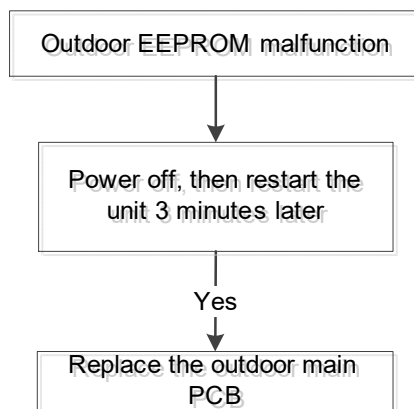 Outdoor EEPROM malfunction
Power off, then restart the
unit 3 minutes later
Yes
Replace the outdoor main
PCB